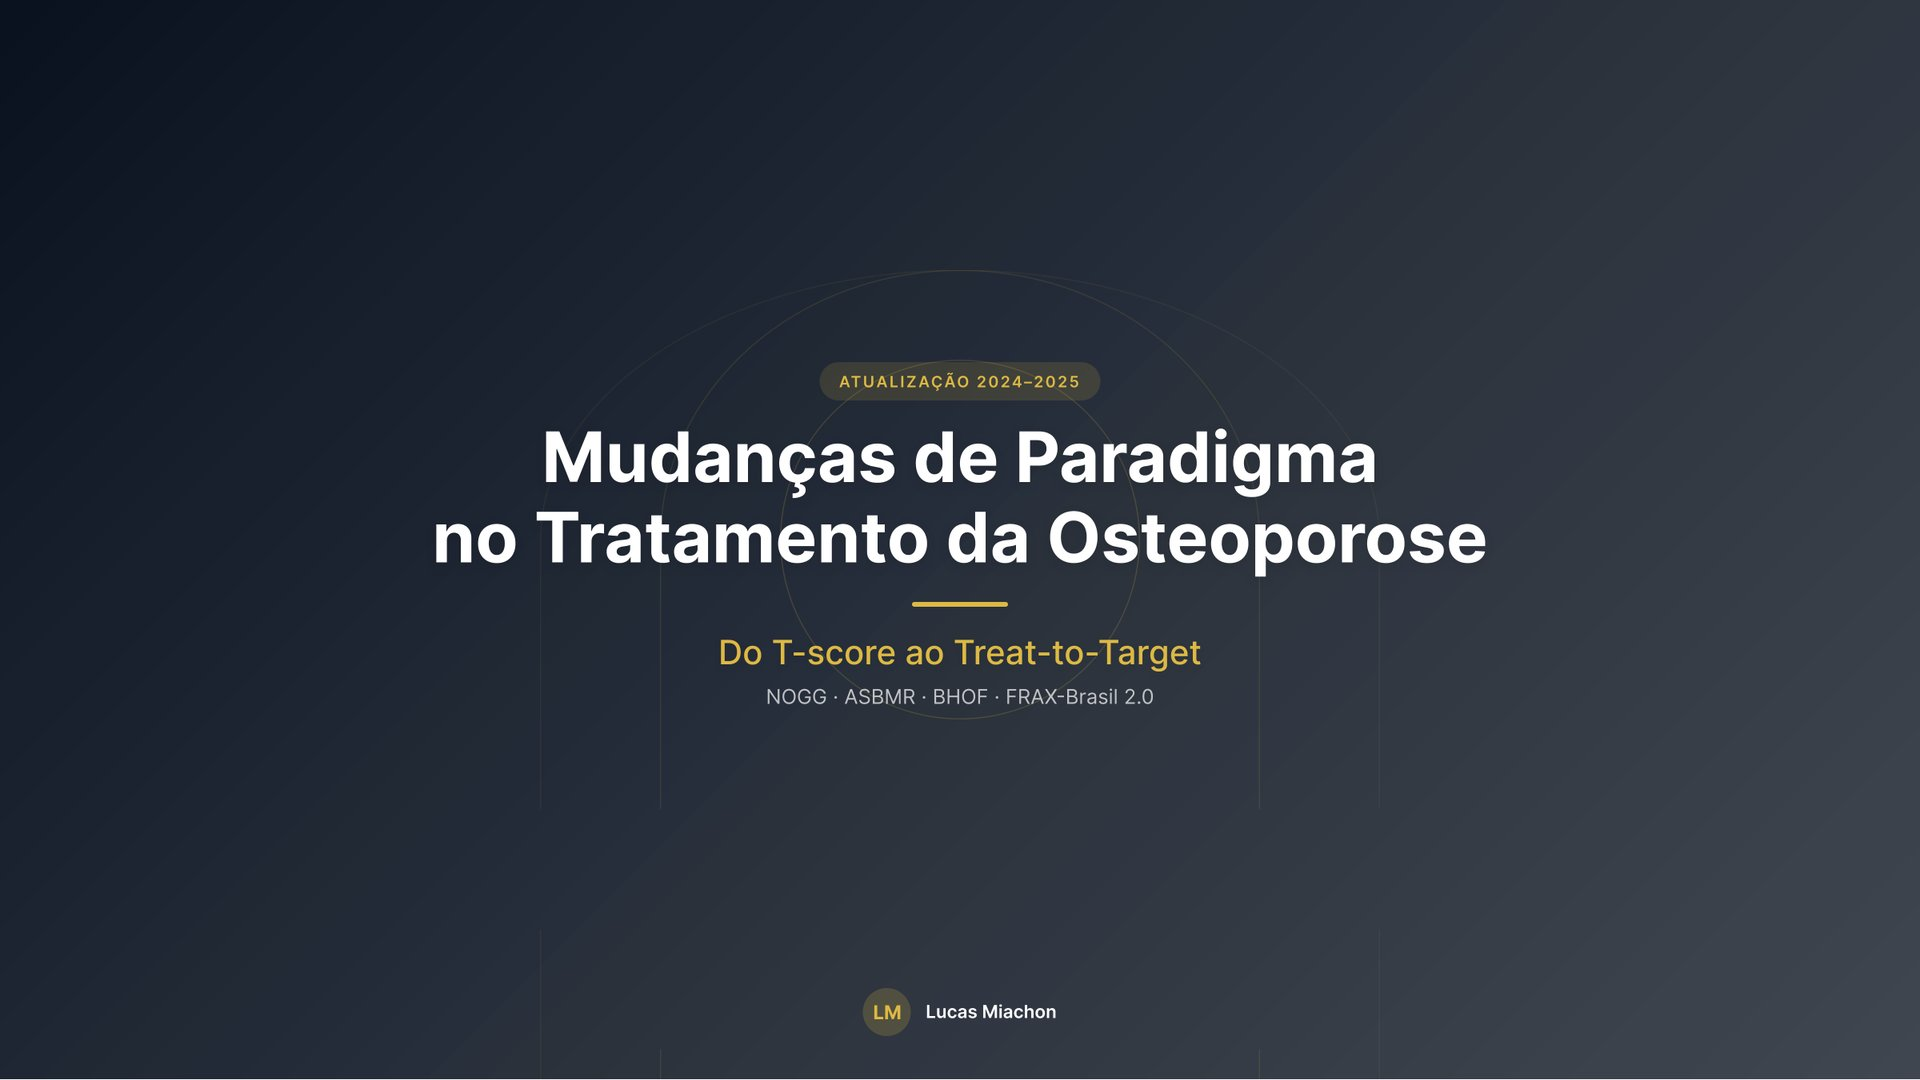 ATUALIZAÇÃO 2024–2025
Mudanças de Paradigma
no Tratamento da Osteoporose
Do T-score ao Treat-to-Target
NOGG · ASBMR · BHOF · FRAX-Brasil 2.0
LM Lucas Miachon